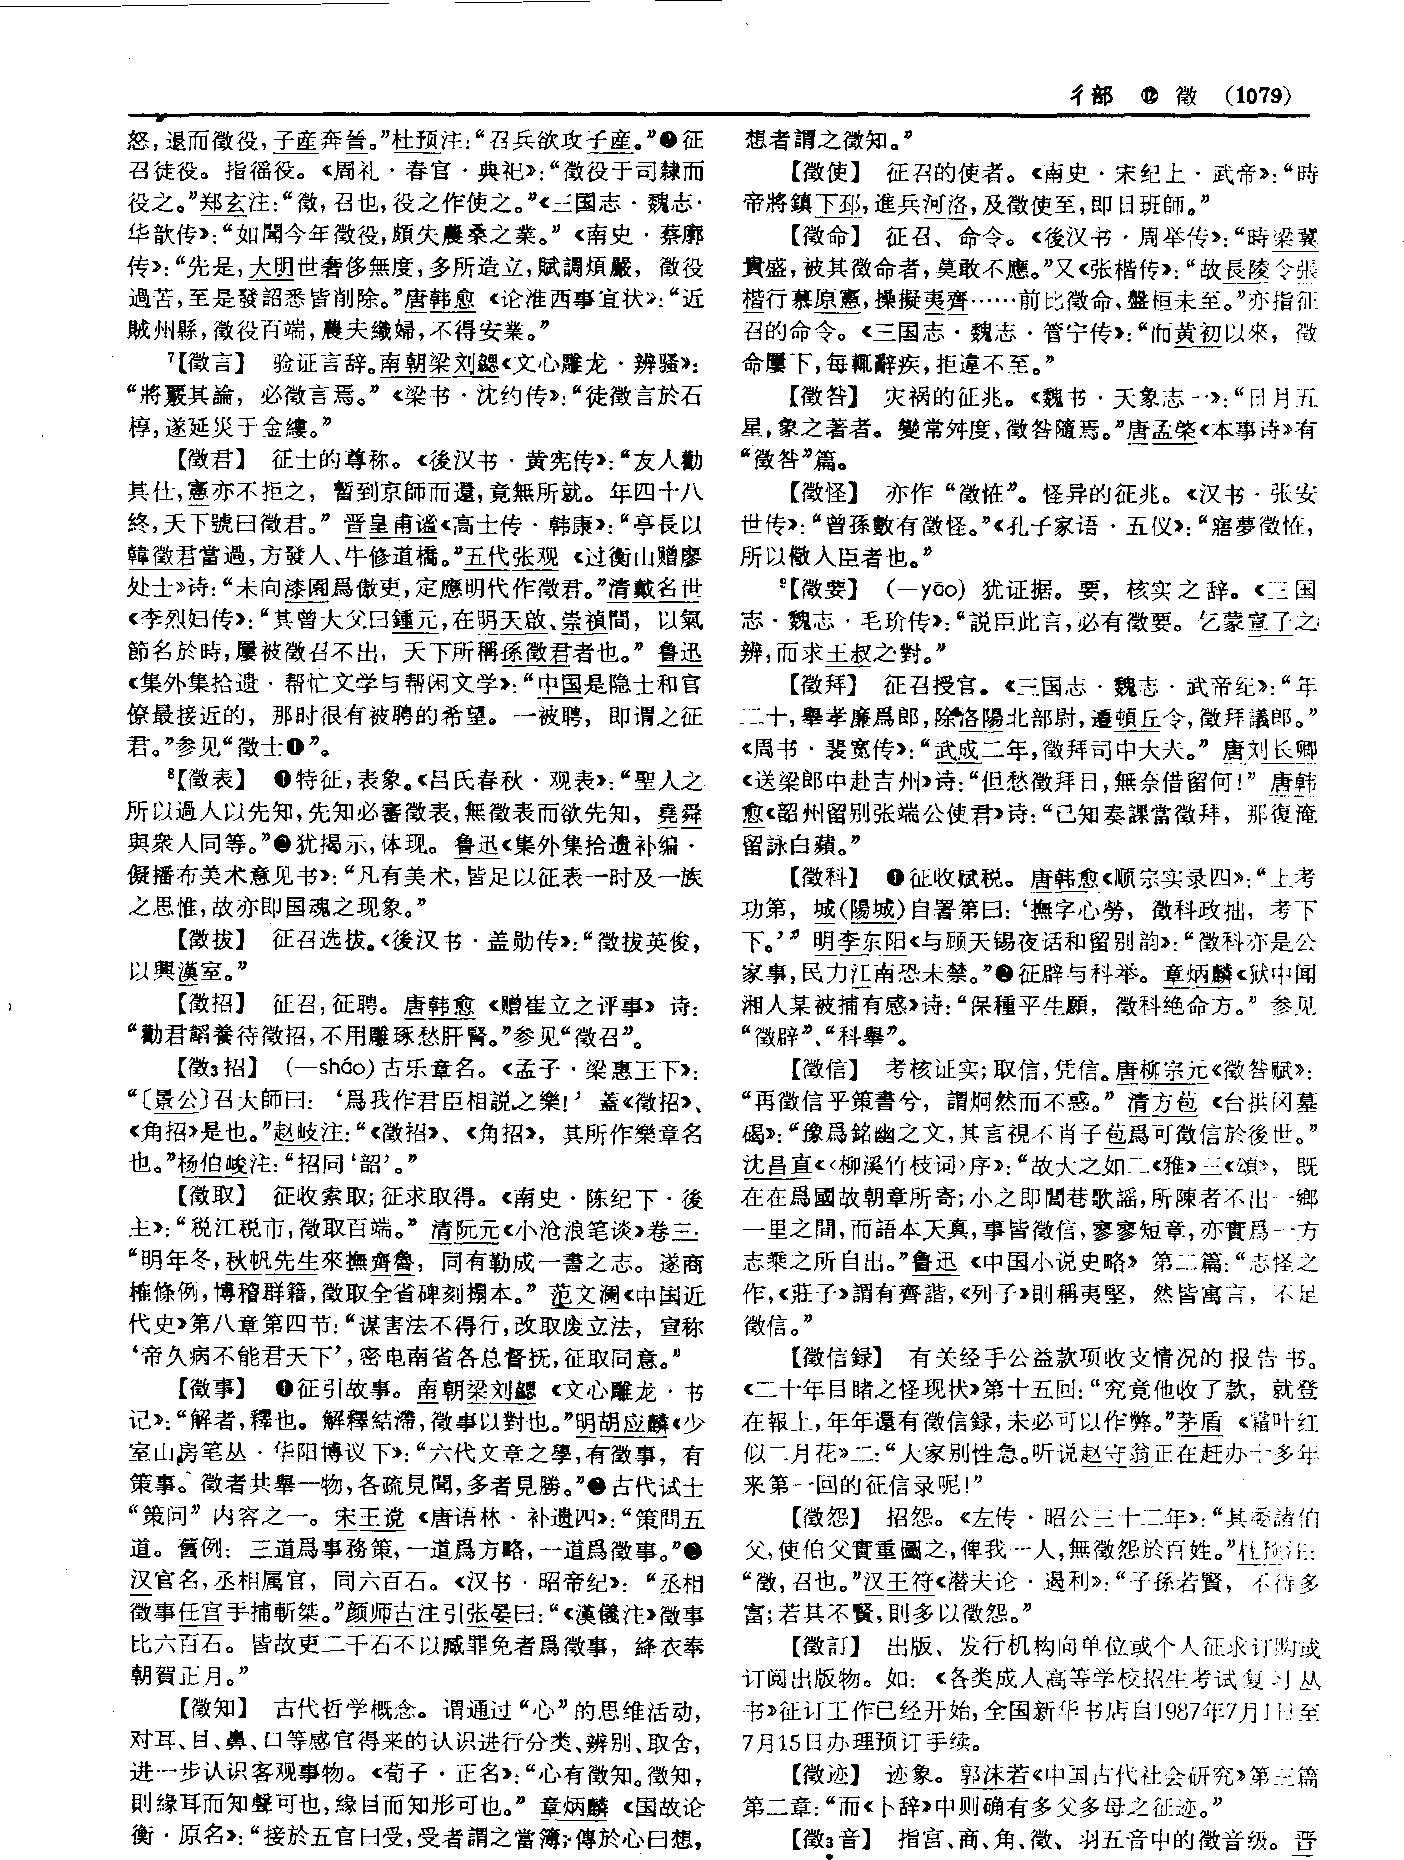 彳部 ⑫ 徵 (1079)
怒，退而徵役，子産奔晉。”杜预注：“召兵欲攻子産。”❷征
召徒役。指徭役。《周礼·春官·典祀》：“徵役于司隸而
役之。”郑玄注：“徵，召也，役之作使之。”《三国志·魏志·
华歆传》：“如聞今年徵役，頗失農桑之業。”《南史·蔡廓
传》：“先是，大明世奢侈無度，多所造立，賦調煩嚴，徵役
過苦，至是發詔悉皆削除。”唐韩愈《论淮西事宜状》：“近
賊州縣，徵役百端，農夫織婦，不得安業。”
7【徵言】 验证言辞。南朝梁刘勰《文心雕龙·辨骚》：
“將覈其論，必徵言焉。”《梁书·沈约传》：“徒徵言於石
椁，遂延災于金縷。”
【徵君】 征士的尊称。《後汉书·黄宪传》：“友人勸
其仕，憲亦不拒之，暫到京師而還，竟無所就。年四十八
終，天下號曰徵君。”晋皇甫谧《高士传·韩康》：“亭長以
韓徵君當過，方發人、牛修道橋。”五代张观《过衡山赠廖
处士》诗：“未向漆園爲傲吏，定應明代作徵君。”清戴名世
《李烈妇传》：“其曾大父曰鍾元，在明天啟、崇禎間，以氣
節名於時，屢被徵召不出，天下所稱孫徵君者也。”鲁迅
《集外集拾遗·帮忙文学与帮闲文学》：“中国是隐士和官
僚最接近的，那时很有被聘的希望。一被聘，即谓之征
君。”参见“徵士❶”。
8【徵表】 ❶特征，表象。《吕氏春秋·观表》：“聖人之
所以過人以先知，先知必審徵表，無徵表而欲先知，堯舜
與衆人同等。”❷犹揭示，体现。鲁迅《集外集拾遗补编·
儗播布美术意见书》：“凡有美术，皆足以征表一时及一族
之思惟，故亦即国魂之现象。”
【徵拔】 征召选拔。《後汉书·盖勋传》：“徵拔英俊，
以興漢室。”
【徵招】 征召，征聘。唐韩愈《赠崔立之评事》诗：
“勸君韜養待徵招，不用雕琢愁肝腎。”参见“徵召”。
【徵3招】 (—sháo)古乐章名。《孟子·梁惠王下》：
“〔景公〕召大師曰：‘爲我作君臣相説之樂！’蓋《徵招》、
《角招》是也。”赵岐注：“《徵招》、《角招》，其所作樂章名
也。”杨伯峻注：“招同‘韶’。”
【徵取】 征收索取；征求取得。《南史·陈纪下·後
主》：“税江税市，徵取百端。”清阮元《小沧浪笔谈》卷三：
“明年冬，秋帆先生來撫齊魯，同有勒成一書之志。遂商
榷條例，博稽群籍，徵取全省碑刻搨本。”范文澜《中国近
代史》第八章第四节：“谋害法不得行，改取废立法，宣称
‘帝久病不能君天下’，密电南省各总督抚，征取同意。”
【徵事】 ❶征引故事。南朝梁刘勰《文心雕龙·书
记》：“解者，釋也。解釋結滯，徵事以對也。”明胡应麟《少
室山房笔丛·华阳博议下》：“六代文章之學，有徵事，有
策事。徵者共舉一物，各疏見聞，多者見勝。”❷古代试士
“策问”内容之一。宋王谠《唐语林·补遗四》：“策問五
道。舊例：三道爲事務策，一道爲方略，一道爲徵事。”❸
汉官名，丞相属官，同六百石。《汉书·昭帝纪》：“丞相
徵事任宫手捕斬桀。”颜师古注引张晏曰：“《漢儀注》徵事
比六百石。皆故吏二千石不以臧罪免者爲徵事，絳衣奉
朝賀正月。”
【徵知】 古代哲学概念。谓通过“心”的思维活动，
对耳、目、鼻、口等感官得来的认识进行分类、辨别、取舍，
进一步认识客观事物。《荀子·正名》：“心有徵知。徵知，
則緣耳而知聲可也，緣目而知形可也。”章炳麟《国故论
衡·原名》：“接於五官曰受，受者謂之當簿；傳於心曰想，
想者謂之徵知。”
【徵使】 征召的使者。《南史·宋纪上·武帝》：“時
帝將鎮下邳，進兵河洛，及徵使至，即日班師。”
【徵命】 征召、命令。《後汉书·周举传》：“時梁冀
貴盛，被其徵命者，莫敢不應。”又《张楷传》：“故長陵令張
楷行慕原憲，操擬夷齊……前比徵命，盤桓未至。”亦指征
召的命令。《三国志·魏志·管宁传》：“而黄初以來，徵
命屢下，每輒辭疾，拒違不至。”
【徵咎】 灾祸的征兆。《魏书·天象志一》：“日月五
星，象之著者。變常舛度，徵咎隨焉。”唐孟棨《本事诗》有
“徵咎”篇。
【徵怪】 亦作“徵恠”。怪异的征兆。《汉书·张安
世传》：“曾孫數有徵怪。”《孔子家语·五仪》：“寤夢徵恠，
所以儆人臣者也。”
9【徵要】 (—yāo) 犹证据。要，核实之辞。《三国
志·魏志·毛玠传》：“説臣此言，必有徵要。乞蒙宣子之
辨，而求王叔之對。”
【徵拜】 征召授官。《三国志·魏志·武帝纪》：“年
二十，舉孝廉爲郎，除洛陽北部尉，遷頓丘令，徵拜議郎。”
《周书·裴宽传》：“武成二年，徵拜司中大夫。”唐刘长卿
《送梁郎中赴吉州》诗：“但愁徵拜日，無奈借留何！”唐韩
愈《韶州留别张端公使君》诗：“已知奏課當徵拜，那復淹
留詠白蘋。”
【徵科】 ❶征收赋税。唐韩愈《顺宗实录四》：“上考
功第，城(陽城)自署第曰：‘撫字心勞，徵科政拙，考下
下。’”明李东阳《与顾天锡夜话和留别韵》：“徵科亦是公
家事，民力江南恐未禁。”❷征辟与科举。章炳麟《狱中闻
湘人某被捕有感》诗：“保種平生願，徵科絶命方。”参见
“徵辟”、“科舉”。
【徵信】 考核证实；取信，凭信。唐柳宗元《徵咎赋》：
“再徵信乎策書兮，謂炯然而不惑。”清方苞《台拱冈墓
碣》：“豫爲銘幽之文，其言視不肖子苞爲可徵信於後世。”
沈昌直《〈柳溪竹枝词〉序》：“故大之如二《雅》三《頌》，既
在在爲國故朝章所寄；小之即閭巷歌謡，所陳者不出一鄉
一里之間，而語本天真，事皆徵信，寥寥短章，亦實爲一方
志乘之所自出。”鲁迅《中国小说史略》第二篇：“志怪之
作，《莊子》謂有齊諧，《列子》則稱夷堅，然皆寓言，不足
徵信。”
【徵信録】 有关经手公益款项收支情况的报告书。
《二十年目睹之怪现状》第十五回：“究竟他收了款，就登
在報上，年年還有徵信録，未必可以作弊。”茅盾《霜叶红
似二月花》二：“大家别性急。听说赵守翁正在赶办十多年
来第一回的征信录呢！”
【徵怨】 招怨。《左传·昭公三十二年》：“其委諸伯
父，使伯父實重圖之，俾我一人，無徵怨於百姓。”杜预注：
“徵，召也。”汉王符《潜夫论·遏利》：“子孫若賢，不待多
富；若其不賢，則多以徵怨。”
【徵訂】 出版、发行机构向单位或个人征求订购或
订阅出版物。如：《各类成人高等学校招生考试复习丛
书》征订工作已经开始，全国新华书店自1987年7月1日至
7月15日办理预订手续。
【徵迹】 迹象。郭沫若《中国古代社会研究》第三篇
第二章：“而《卜辞》中则确有多父多母之征迹。”
【徵3音】 指宫、商、角、徵、羽五音中的徵音级。晋